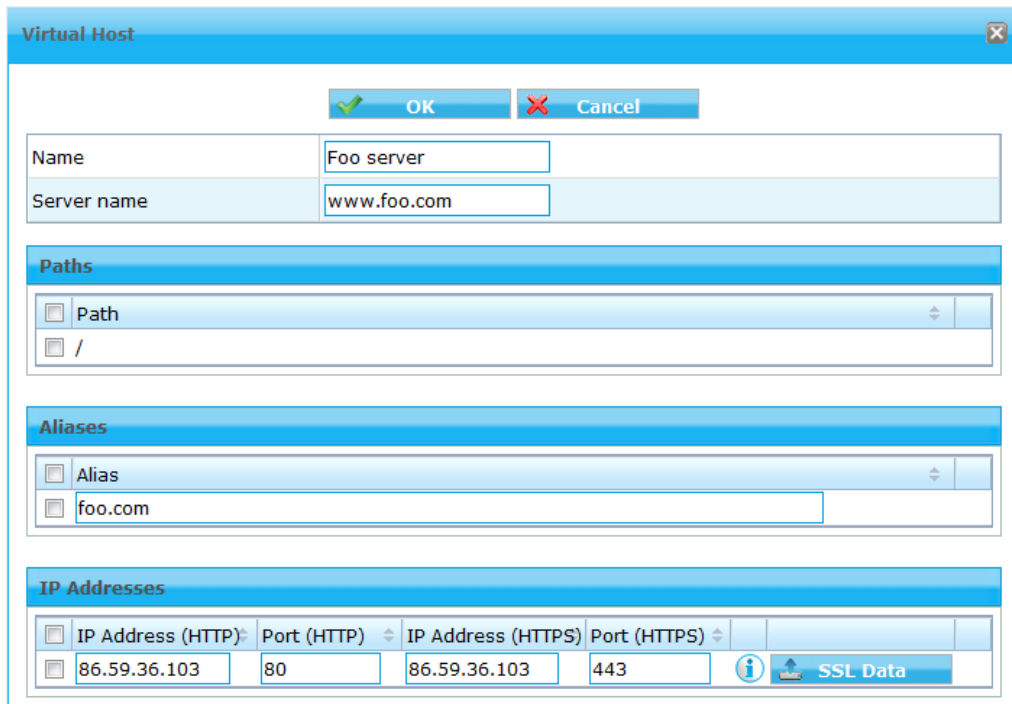 Virtual Host
OK Cancel
Name Foo server
Server name www.foo.com
Paths
Path
/
Aliases
Alias
foo.com
IP Addresses
IP Address (HTTP) Port (HTTP) IP Address (HTTPS) Port (HTTPS)
86.59.36.103 80 86.59.36.103 443 SSL Data